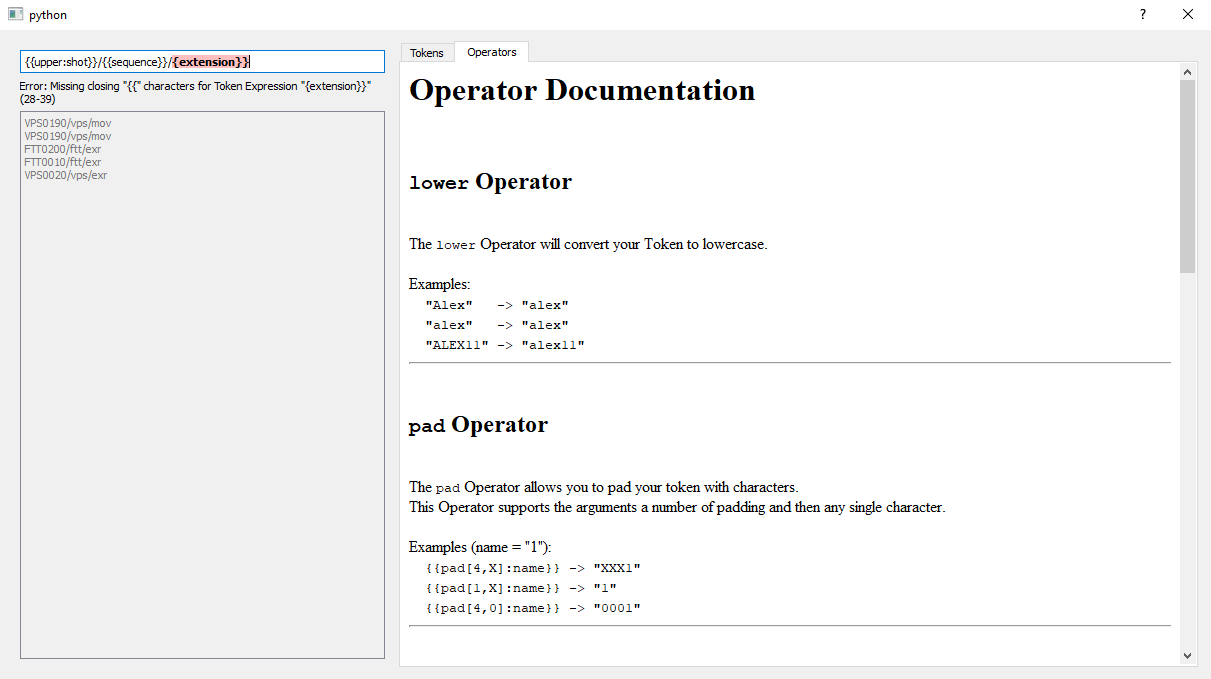 python
{{upper:shot}}/{{sequence}}/{extension}}
Error: Missing closing "{{" characters for Token Expression "{extension}}"
(28-39)
VPS0190/vps/mov
VPS0190/vps/mov
FTT0200/ftt/exr
FTT0010/ftt/exr
VPS0020/vps/exr
Tokens
Operators
Operator Documentation
lower Operator
The lower Operator will convert your Token to lowercase.
Examples:
"Alex"   -> "alex"
"alex"   -> "alex"
"ALEX11" -> "alex11"
pad Operator
The pad Operator allows you to pad your token with characters.
This Operator supports the arguments a number of padding and then any single character.
Examples (name = "1"):
{{pad[4,X]:name}} -> "XXX1"
{{pad[1,X]:name}} -> "1"
{{pad[4,0]:name}} -> "0001"